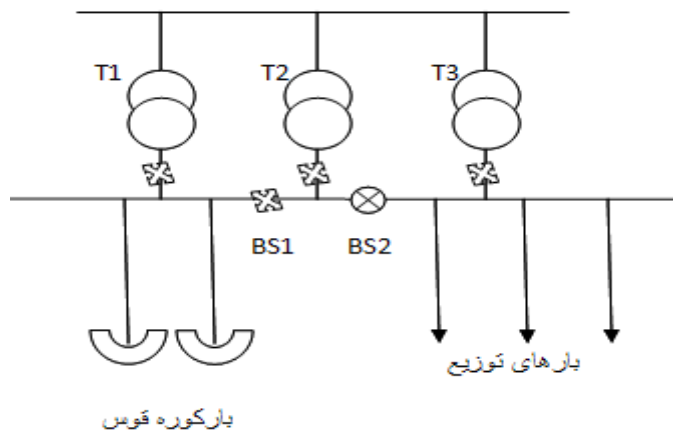 T1
T2
T3
BS1
BS2
بارهای توزیع
بارکوره قوس